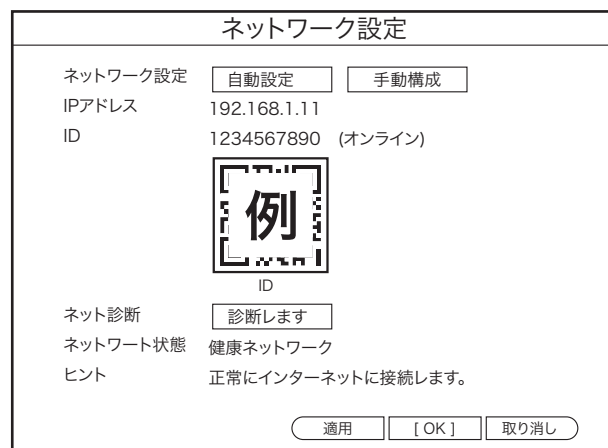 ネットワーク設定
ネットワーク設定 自動設定 手動構成
IPアドレス 192.168.1.11
ID 1234567890 (オンライン)
例
ID
ネット診断 診断します
ネットワート状態 健康ネットワーク
ヒント 正常にインターネットに接続します。
適用 [ OK ] 取り消し